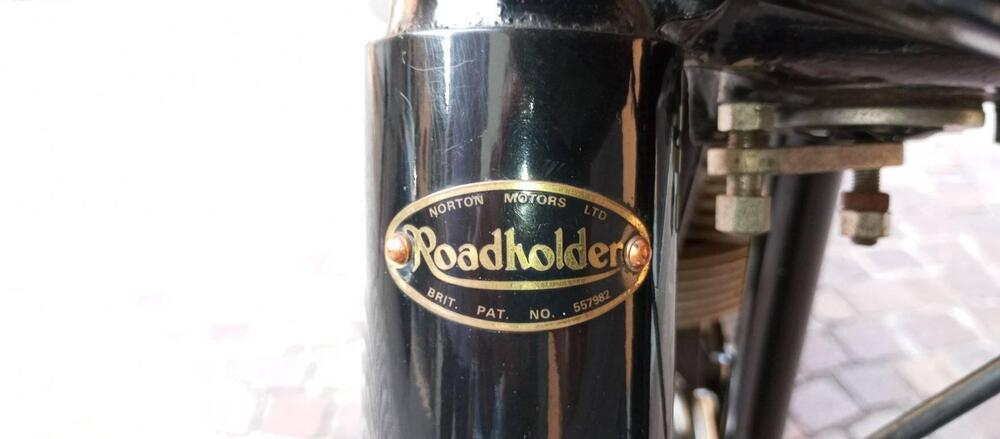 NORTON MOTORS LTD
Roadholder
BRIT. PAT. NO. 557982